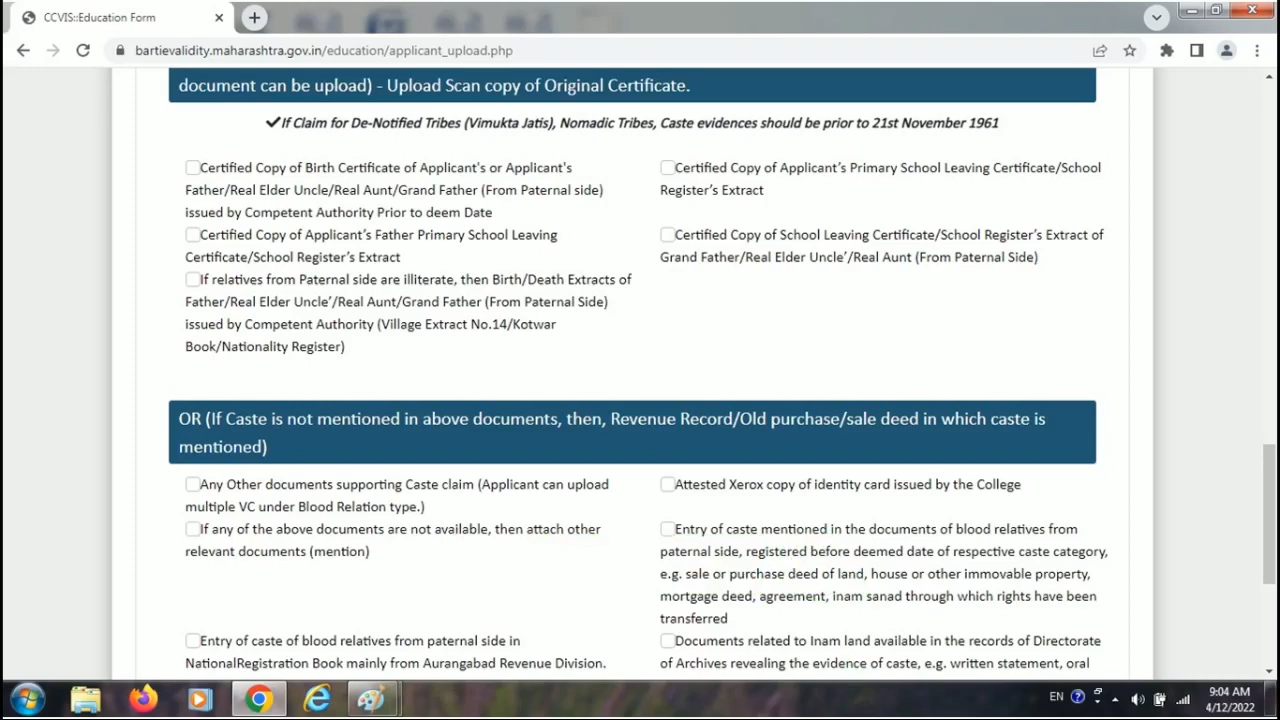 CCVIS::Education Form
bartievalidity.maharashtra.gov.in/education/applicant_upload.php
document can be upload) - Upload Scan copy of Original Certificate.
✔If Claim for De-Notified Tribes (Vimukta Jatis), Nomadic Tribes, Caste evidences should be prior to 21st November 1961
Certified Copy of Birth Certificate of Applicant's or Applicant's
Father/Real Elder Uncle/Real Aunt/Grand Father (From Paternal side)
issued by Competent Authority Prior to deem Date
Certified Copy of Applicant’s Primary School Leaving Certificate/School
Register’s Extract
Certified Copy of Applicant’s Father Primary School Leaving
Certificate/School Register’s Extract
Certified Copy of School Leaving Certificate/School Register’s Extract of
Grand Father/Real Elder Uncle’/Real Aunt (From Paternal Side)
If relatives from Paternal side are illiterate, then Birth/Death Extracts of
Father/Real Elder Uncle’/Real Aunt/Grand Father (From Paternal Side)
issued by Competent Authority (Village Extract No.14/Kotwar
Book/Nationality Register)
OR (If Caste is not mentioned in above documents, then, Revenue Record/Old purchase/sale deed in which caste is
mentioned)
Any Other documents supporting Caste claim (Applicant can upload
multiple VC under Blood Relation type.)
Attested Xerox copy of identity card issued by the College
If any of the above documents are not available, then attach other
relevant documents (mention)
Entry of caste mentioned in the documents of blood relatives from
paternal side, registered before deemed date of respective caste category,
e.g. sale or purchase deed of land, house or other immovable property,
mortgage deed, agreement, inam sanad through which rights have been
transferred
Entry of caste of blood relatives from paternal side in
NationalRegistration Book mainly from Aurangabad Revenue Division.
Documents related to Inam land available in the records of Directorate
of Archives revealing the evidence of caste, e.g. written statement, oral
EN
9:04 AM
4/12/2022